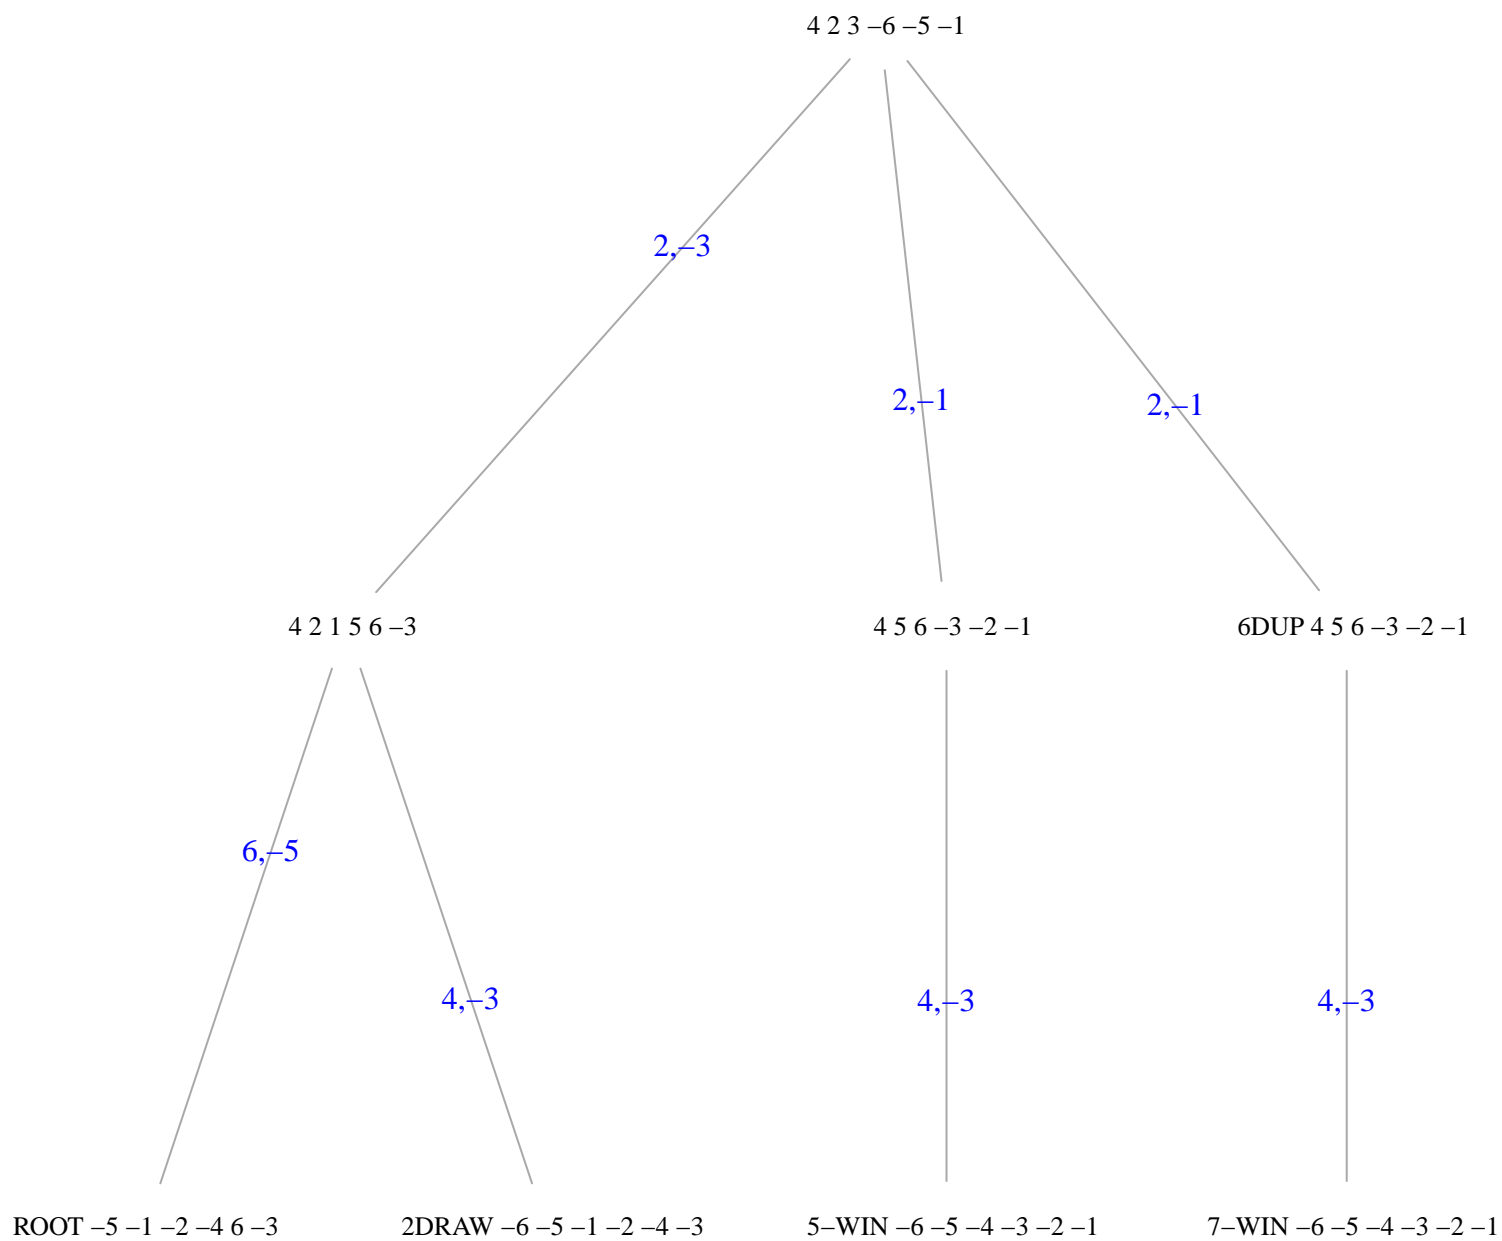 4 2 3 –6 –5 –1
2,–3
2,–1
2,–1
4 2 1 5 6 –3
4 5 6 –3 –2 –1
6DUP 4 5 6 –3 –2 –1
6,–5
4,–3
4,–3
4,–3
ROOT –5 –1 –2 –4 6 –3
2DRAW –6 –5 –1 –2 –4 –3
5–WIN –6 –5 –4 –3 –2 –1
7–WIN –6 –5 –4 –3 –2 –1